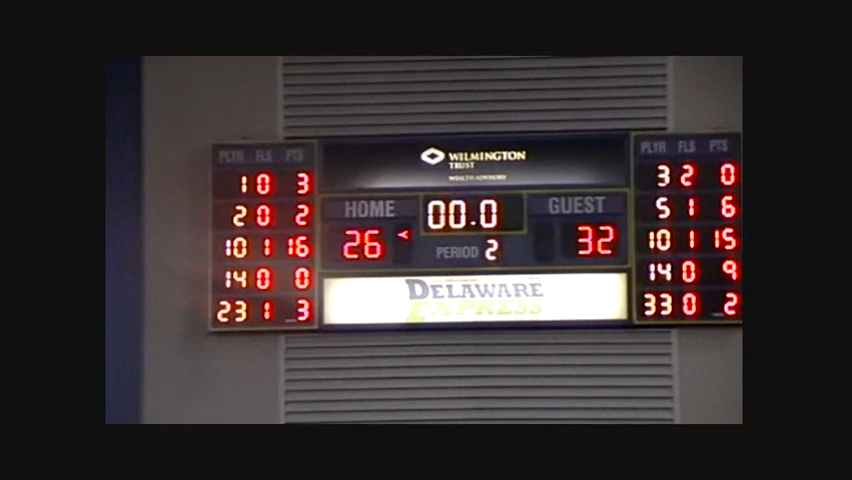 WILMINGTON
TRUST
WEALTH ADVISORY
PLYR FLS PTS
1 0 3
2 0 2
10 1 16
14 0 0
23 1 3
HOME
26
00.0
PERIOD 2
GUEST
32
DELAWARE
EXPRESS
PLYR FLS PTS
3 2 0
5 1 6
10 1 15
14 0 9
33 0 2